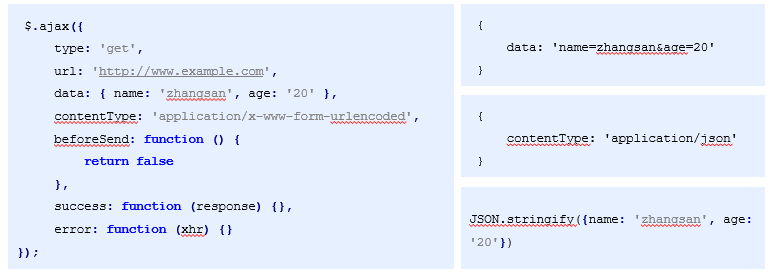 $.ajax({
type: 'get',
url: 'http://www.example.com',
data: { name: 'zhangsan', age: '20' },
contentType: 'application/x-www-form-urlencoded',
beforeSend: function () {
return false
},
success: function (response) {},
error: function (xhr) {}
});
{
data: 'name=zhangsan&age=20'
}
{
contentType: 'application/json'
}
JSON.stringify({name: 'zhangsan', age:
'20'})